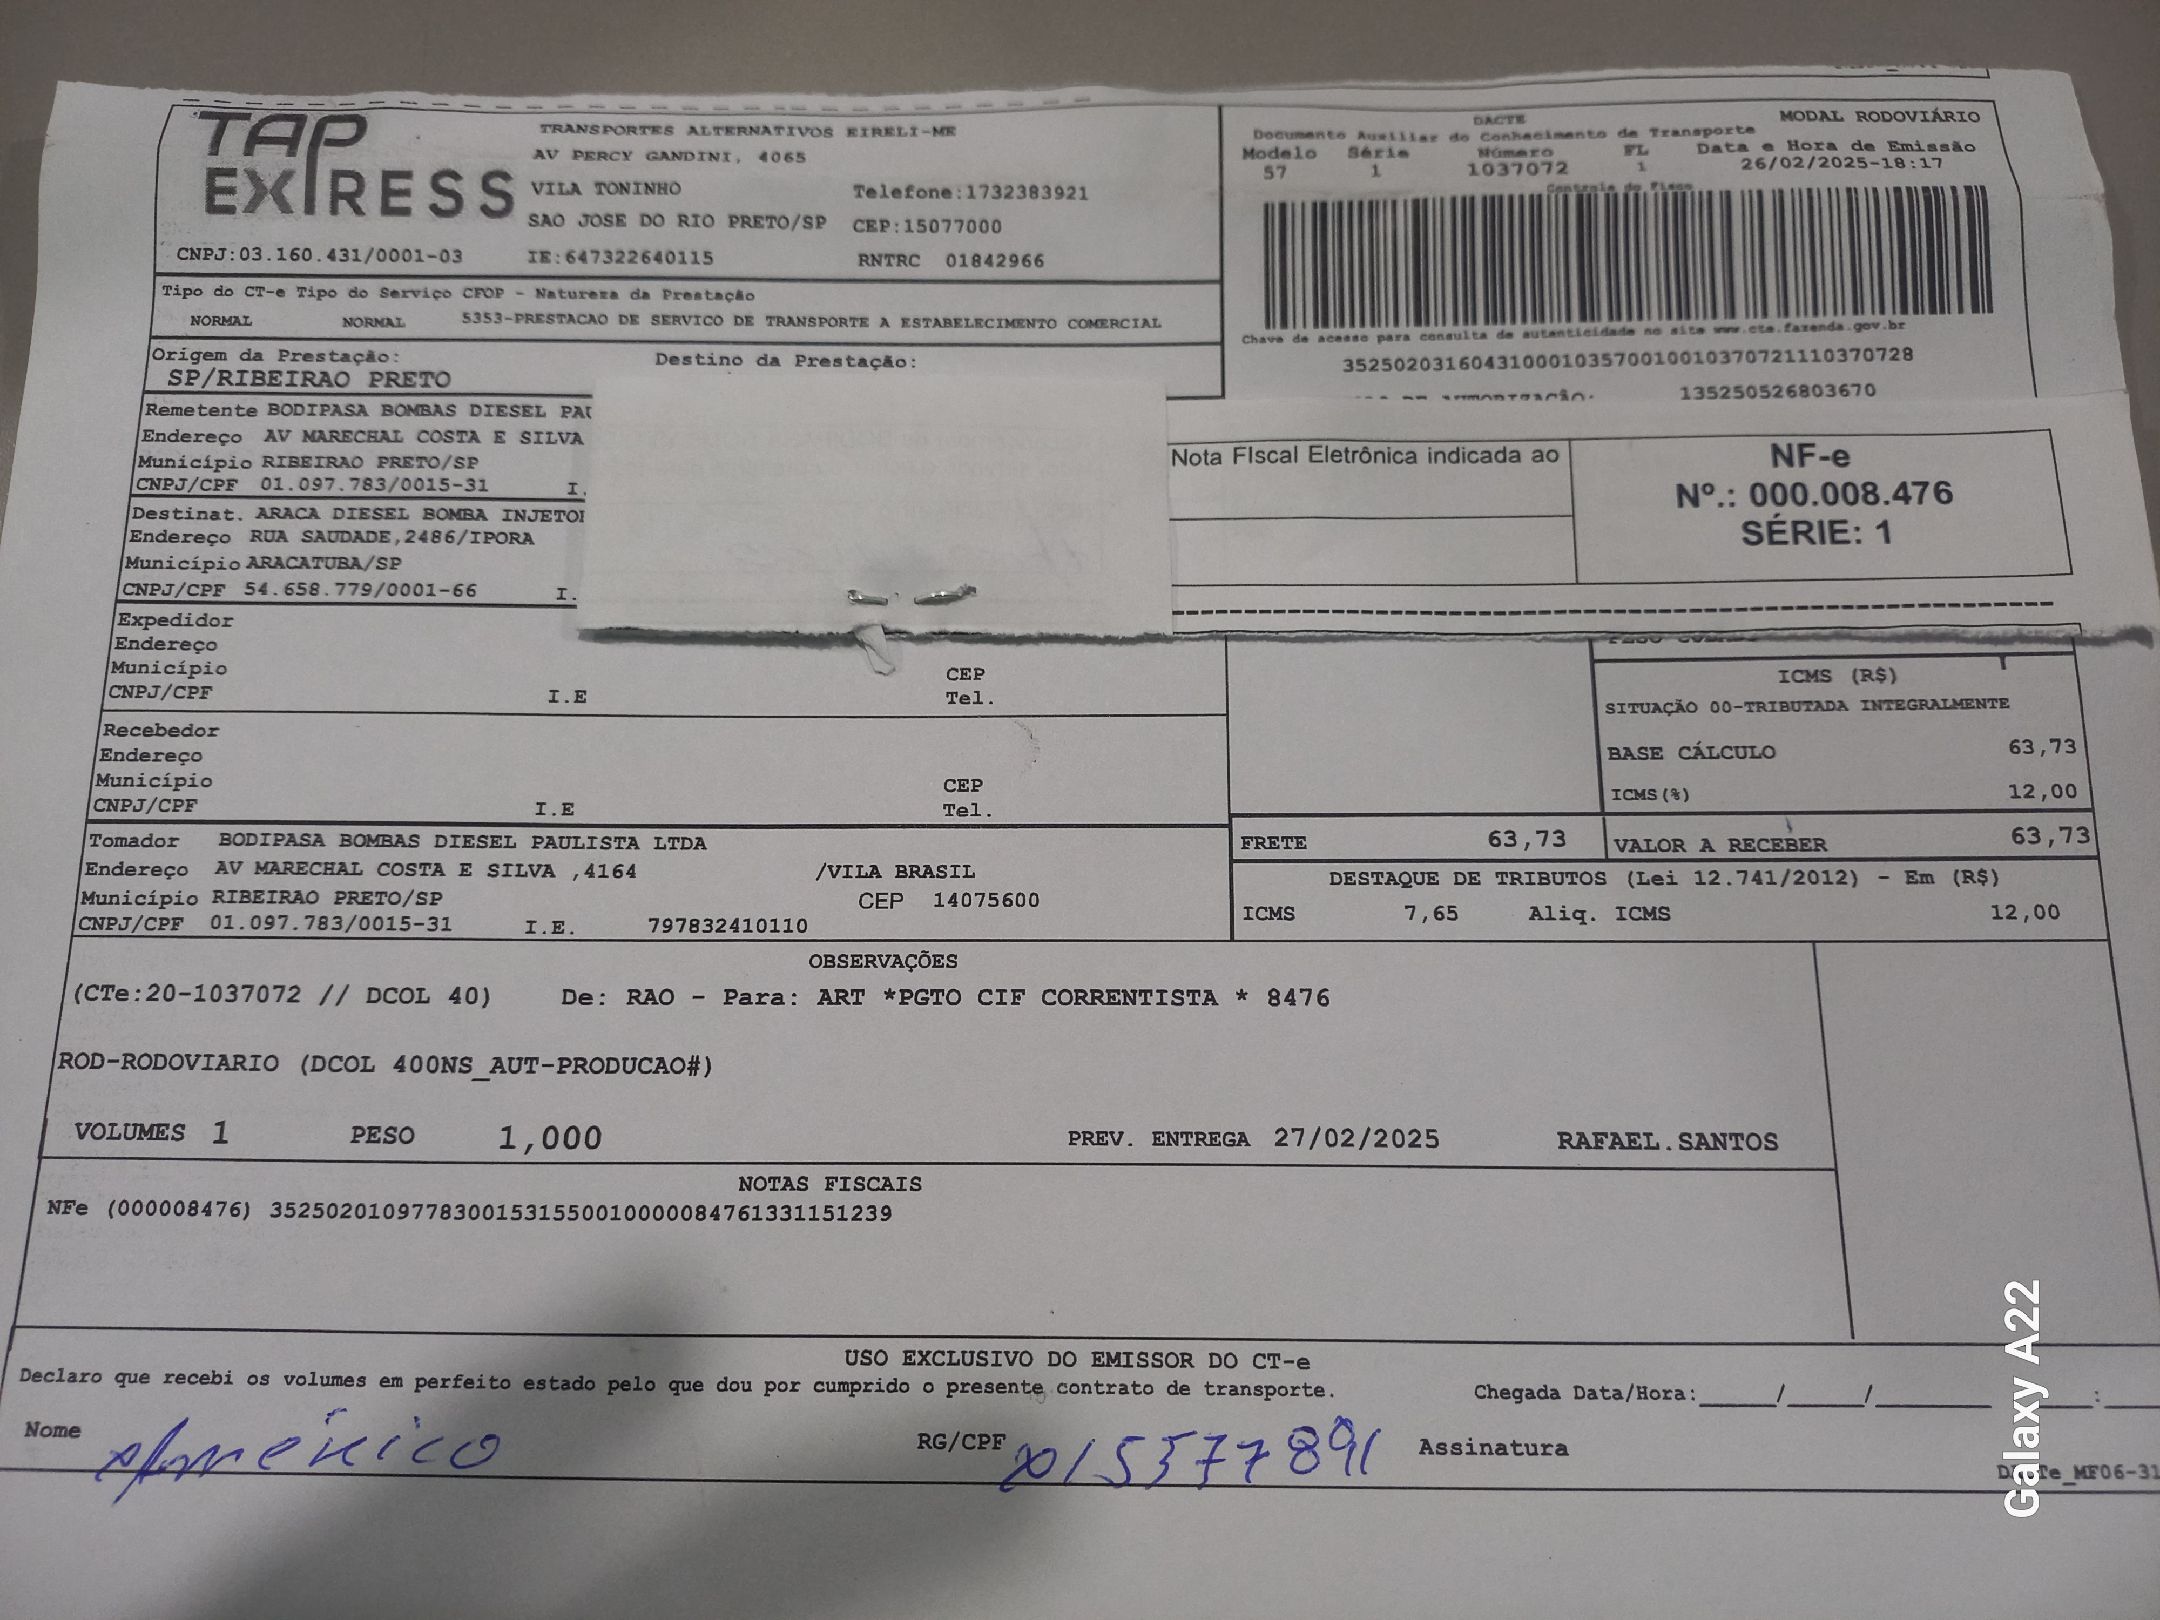 TAP EXPRESS
TRANSPORTES ALTERNATIVOS EIRELI-ME
AV PERCY GANDINI, 4065
VILA TONINHO Telefone:1732383921
SAO JOSE DO RIO PRETO/SP CEP:15077000
CNPJ:03.160.431/0001-03 IE:647322640115 RNTRC 01842966
DACTE MODAL RODOVIÁRIO
Documento Auxiliar do Conhecimento de Transporte
Modelo Série Número FL Data e Hora de Emissão
57 1 1037072 1 26/02/2025-18:17
Controle do Fisco
Chave de acesso para consulta de autenticidade no site www.cte.fazenda.gov.br
35250203160431000103570010010370721110370728
135250526803670
Tipo do CT-e Tipo do Serviço CFOP - Natureza da Prestação
NORMAL NORMAL 5353-PRESTACAO DE SERVICO DE TRANSPORTE A ESTABELECIMENTO COMERCIAL
Origem da Prestação: Destino da Prestação:
SP/RIBEIRAO PRETO
Remetente BODIPASA BOMBAS DIESEL
Endereço AV MARECHAL COSTA E SILVA
Município RIBEIRAO PRETO/SP
CNPJ/CPF 01.097.783/0015-31 I.
Destinat. ARACA DIESEL BOMBA
Endereço RUA SAUDADE,2486/IPORA
Município ARACATUBA/SP
CNPJ/CPF 54.658.779/0001-66 I.
Nota FIscal Eletrônica indicada ao
NF-e
Nº.: 000.008.476
SÉRIE: 1
Expedidor
Endereço
Município CEP
CNPJ/CPF I.E Tel.
Recebedor
Endereço
Município CEP
CNPJ/CPF I.E Tel.
ICMS (R$)
SITUAÇÃO 00-TRIBUTADA INTEGRALMENTE
BASE CÁLCULO 63,73
ICMS(%) 12,00
FRETE 63,73 VALOR A RECEBER 63,73
DESTAQUE DE TRIBUTOS (Lei 12.741/2012) - Em (R$)
ICMS 7,65 Aliq. ICMS 12,00
Tomador BODIPASA BOMBAS DIESEL PAULISTA LTDA
Endereço AV MARECHAL COSTA E SILVA ,4164 /VILA BRASIL
Município RIBEIRAO PRETO/SP CEP 14075600
CNPJ/CPF 01.097.783/0015-31 I.E. 797832410110
OBSERVAÇÕES
(CTe:20-1037072 // DCOL 40) De: RAO - Para: ART *PGTO CIF CORRENTISTA * 8476
ROD-RODOVIARIO (DCOL 400NS_AUT-PRODUCAO#)
VOLUMES 1 PESO 1,000 PREV. ENTREGA 27/02/2025 RAFAEL.SANTOS
NOTAS FISCAIS
NFe (000008476) 35250201097783001531550010000084761331151239
USO EXCLUSIVO DO EMISSOR DO CT-e
Declaro que recebi os volumes em perfeito estado pelo que dou por cumprido o presente contrato de transporte. Chegada Data/Hora:_____/_____/______ ____:
Nome Américo RG/CPF Assinatura
Galaxy A22